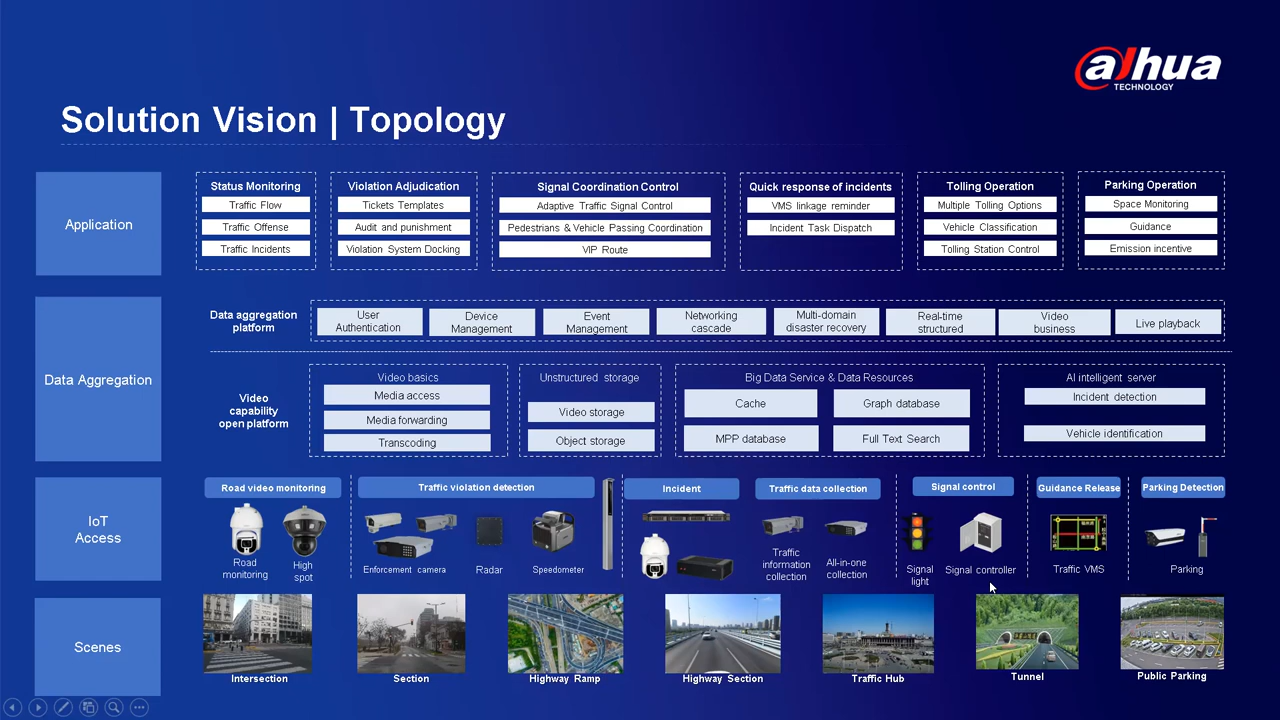 alhua
TECHNOLOGY
Solution Vision | Topology
Application
Status Monitoring
Traffic Flow
Traffic Offense
Traffic Incidents
Violation Adjudication
Tickets Templates
Audit and punishment
Violation System Docking
Signal Coordination Control
Adaptive Traffic Signal Control
Pedestrians & Vehicle Passing Coordination
VIP Route
Quick response of incidents
VMS linkage reminder
Incident Task Dispatch
Tolling Operation
Multiple Tolling Options
Vehicle Classification
Tolling Station Control
Parking Operation
Space Monitoring
Guidance
Emission incentive
Data Aggregation
Data aggregation
platform
User
Authentication
Device
Management
Event
Management
Networking
cascade
Multi-domain
disaster recovery
Real-time
structured
Video
business
Live playback
Video
capability
open platform
Video basics
Media access
Media forwarding
Transcoding
Unstructured storage
Video storage
Object storage
Big Data Service & Data Resources
Cache
Graph database
MPP database
Full Text Search
AI intelligent server
Incident detection
Vehicle identification
IoT
Access
Road video monitoring
Road
monitoring
High
spot
Traffic violation detection
Enforcement camera
Radar
Speedometer
Incident
Traffic data collection
Traffic
information
collection
All-in-one
collection
Signal control
Signal
light
Signal controller
Guidance Release
Traffic VMS
Parking Detection
Parking
Scenes
Intersection
Section
Highway Ramp
Highway Section
Traffic Hub
Tunnel
Public Parking